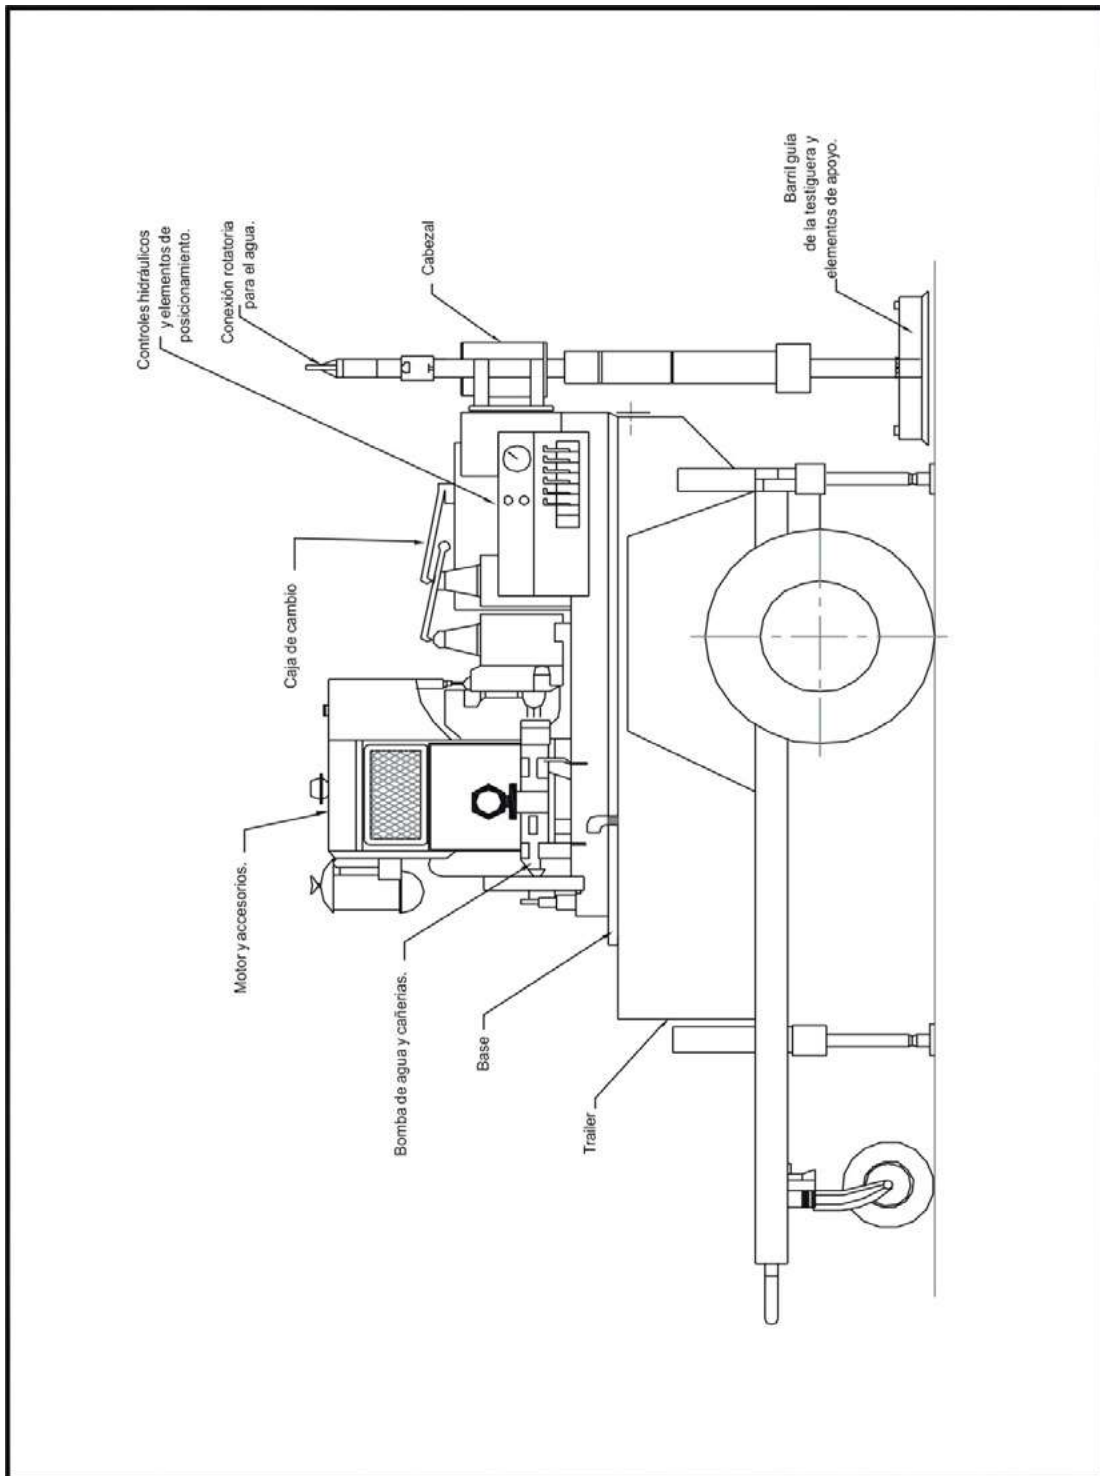 Controles hidráulicos
y elementos de
posicionamiento.
Conexión rotatoria
para el agua.
Cabezal
Barril guía
de la testiguera y
elementos de apoyo.
Caja de cambio
Motor y accesorios.
Bomba de agua y cañerias.
Base
Trailer